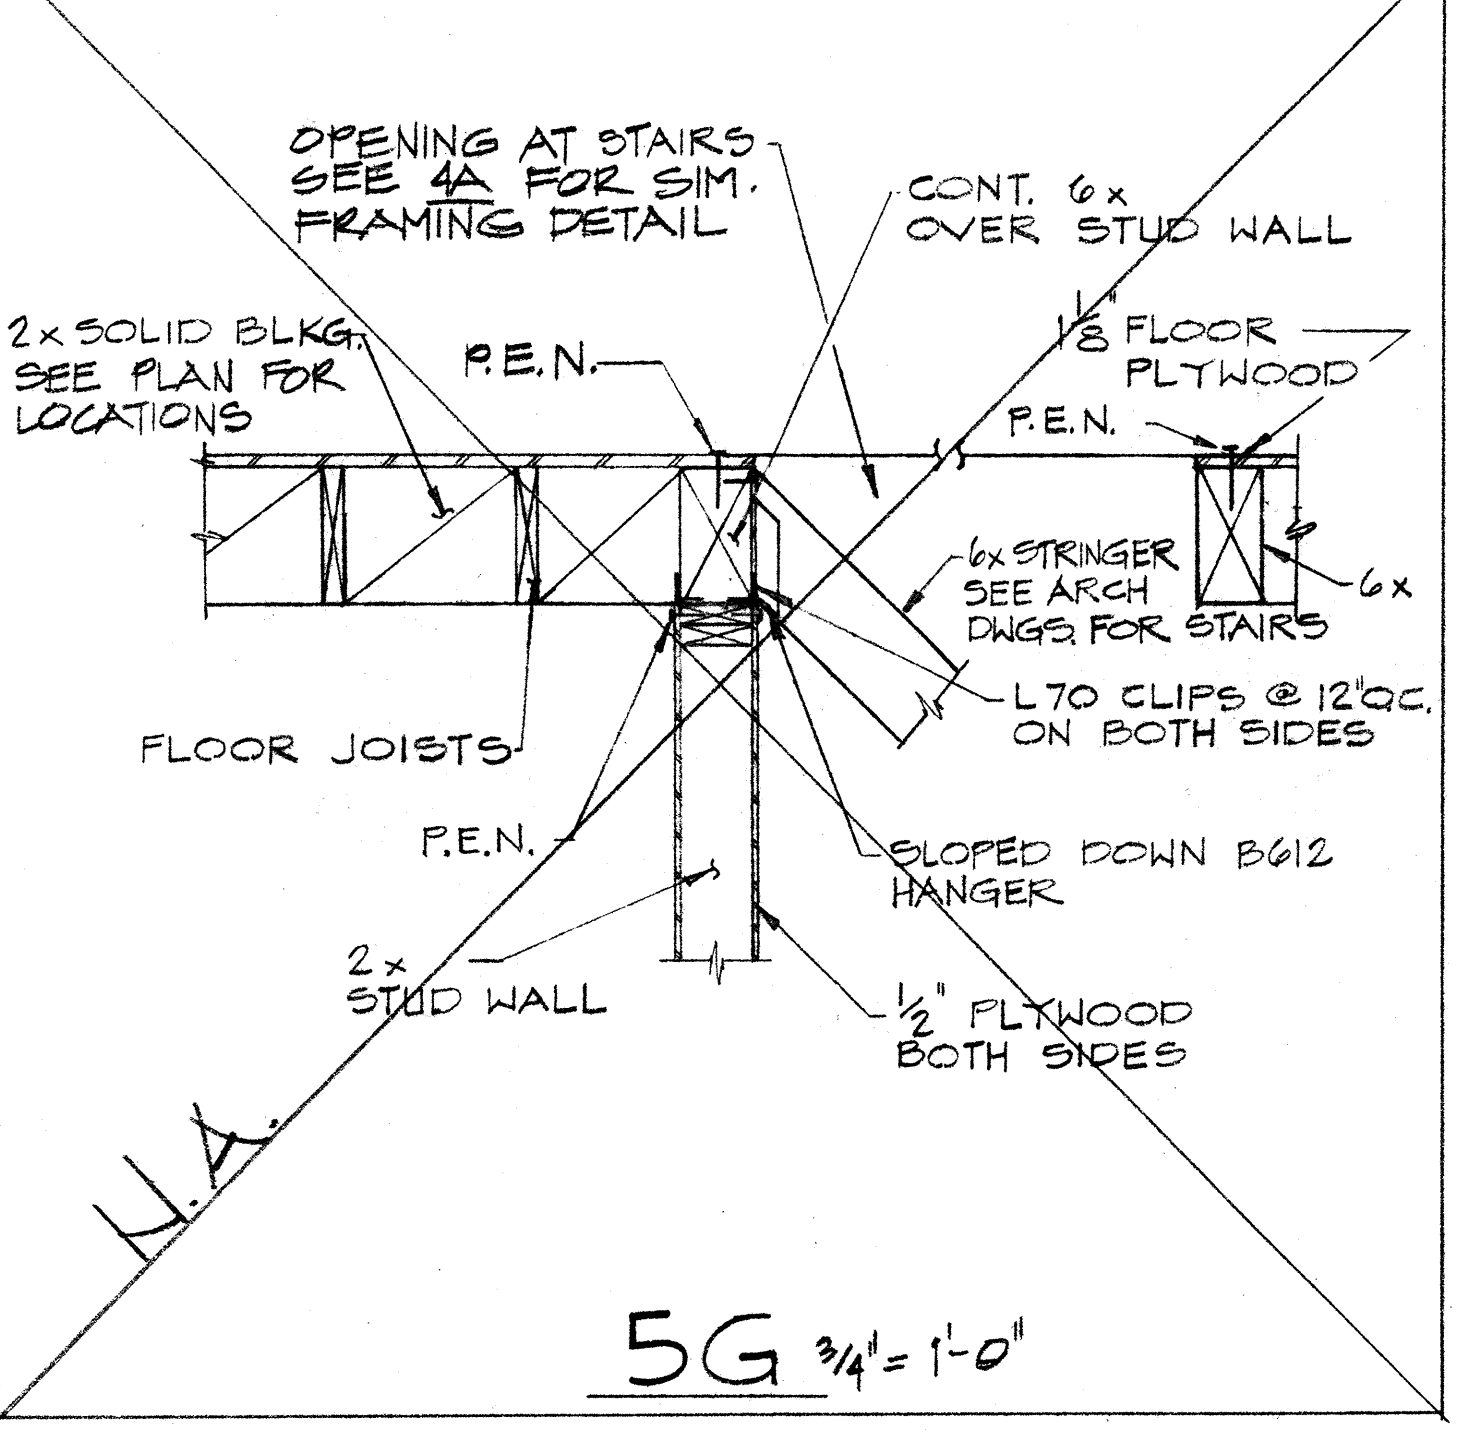 OPENING AT STAIRS
SEE 4A FOR SIM.
FRAMING DETAIL
CONT. 6x
OVER STUD WALL
2x SOLID BLKG.
SEE PLAN FOR
LOCATIONS
P.E.N.
1 1/8" FLOOR
PLYWOOD
P.E.N.
6x STRINGER
SEE ARCH
DWGS. FOR STAIRS
6x
L70 CLIPS @ 12" O.C.
ON BOTH SIDES
FLOOR JOISTS
P.E.N.
SLOPED DOWN B612
HANGER
2x
STUD WALL
1/2" PLYWOOD
BOTH SIDES
N.A.
5G 3/4" = 1'-0"